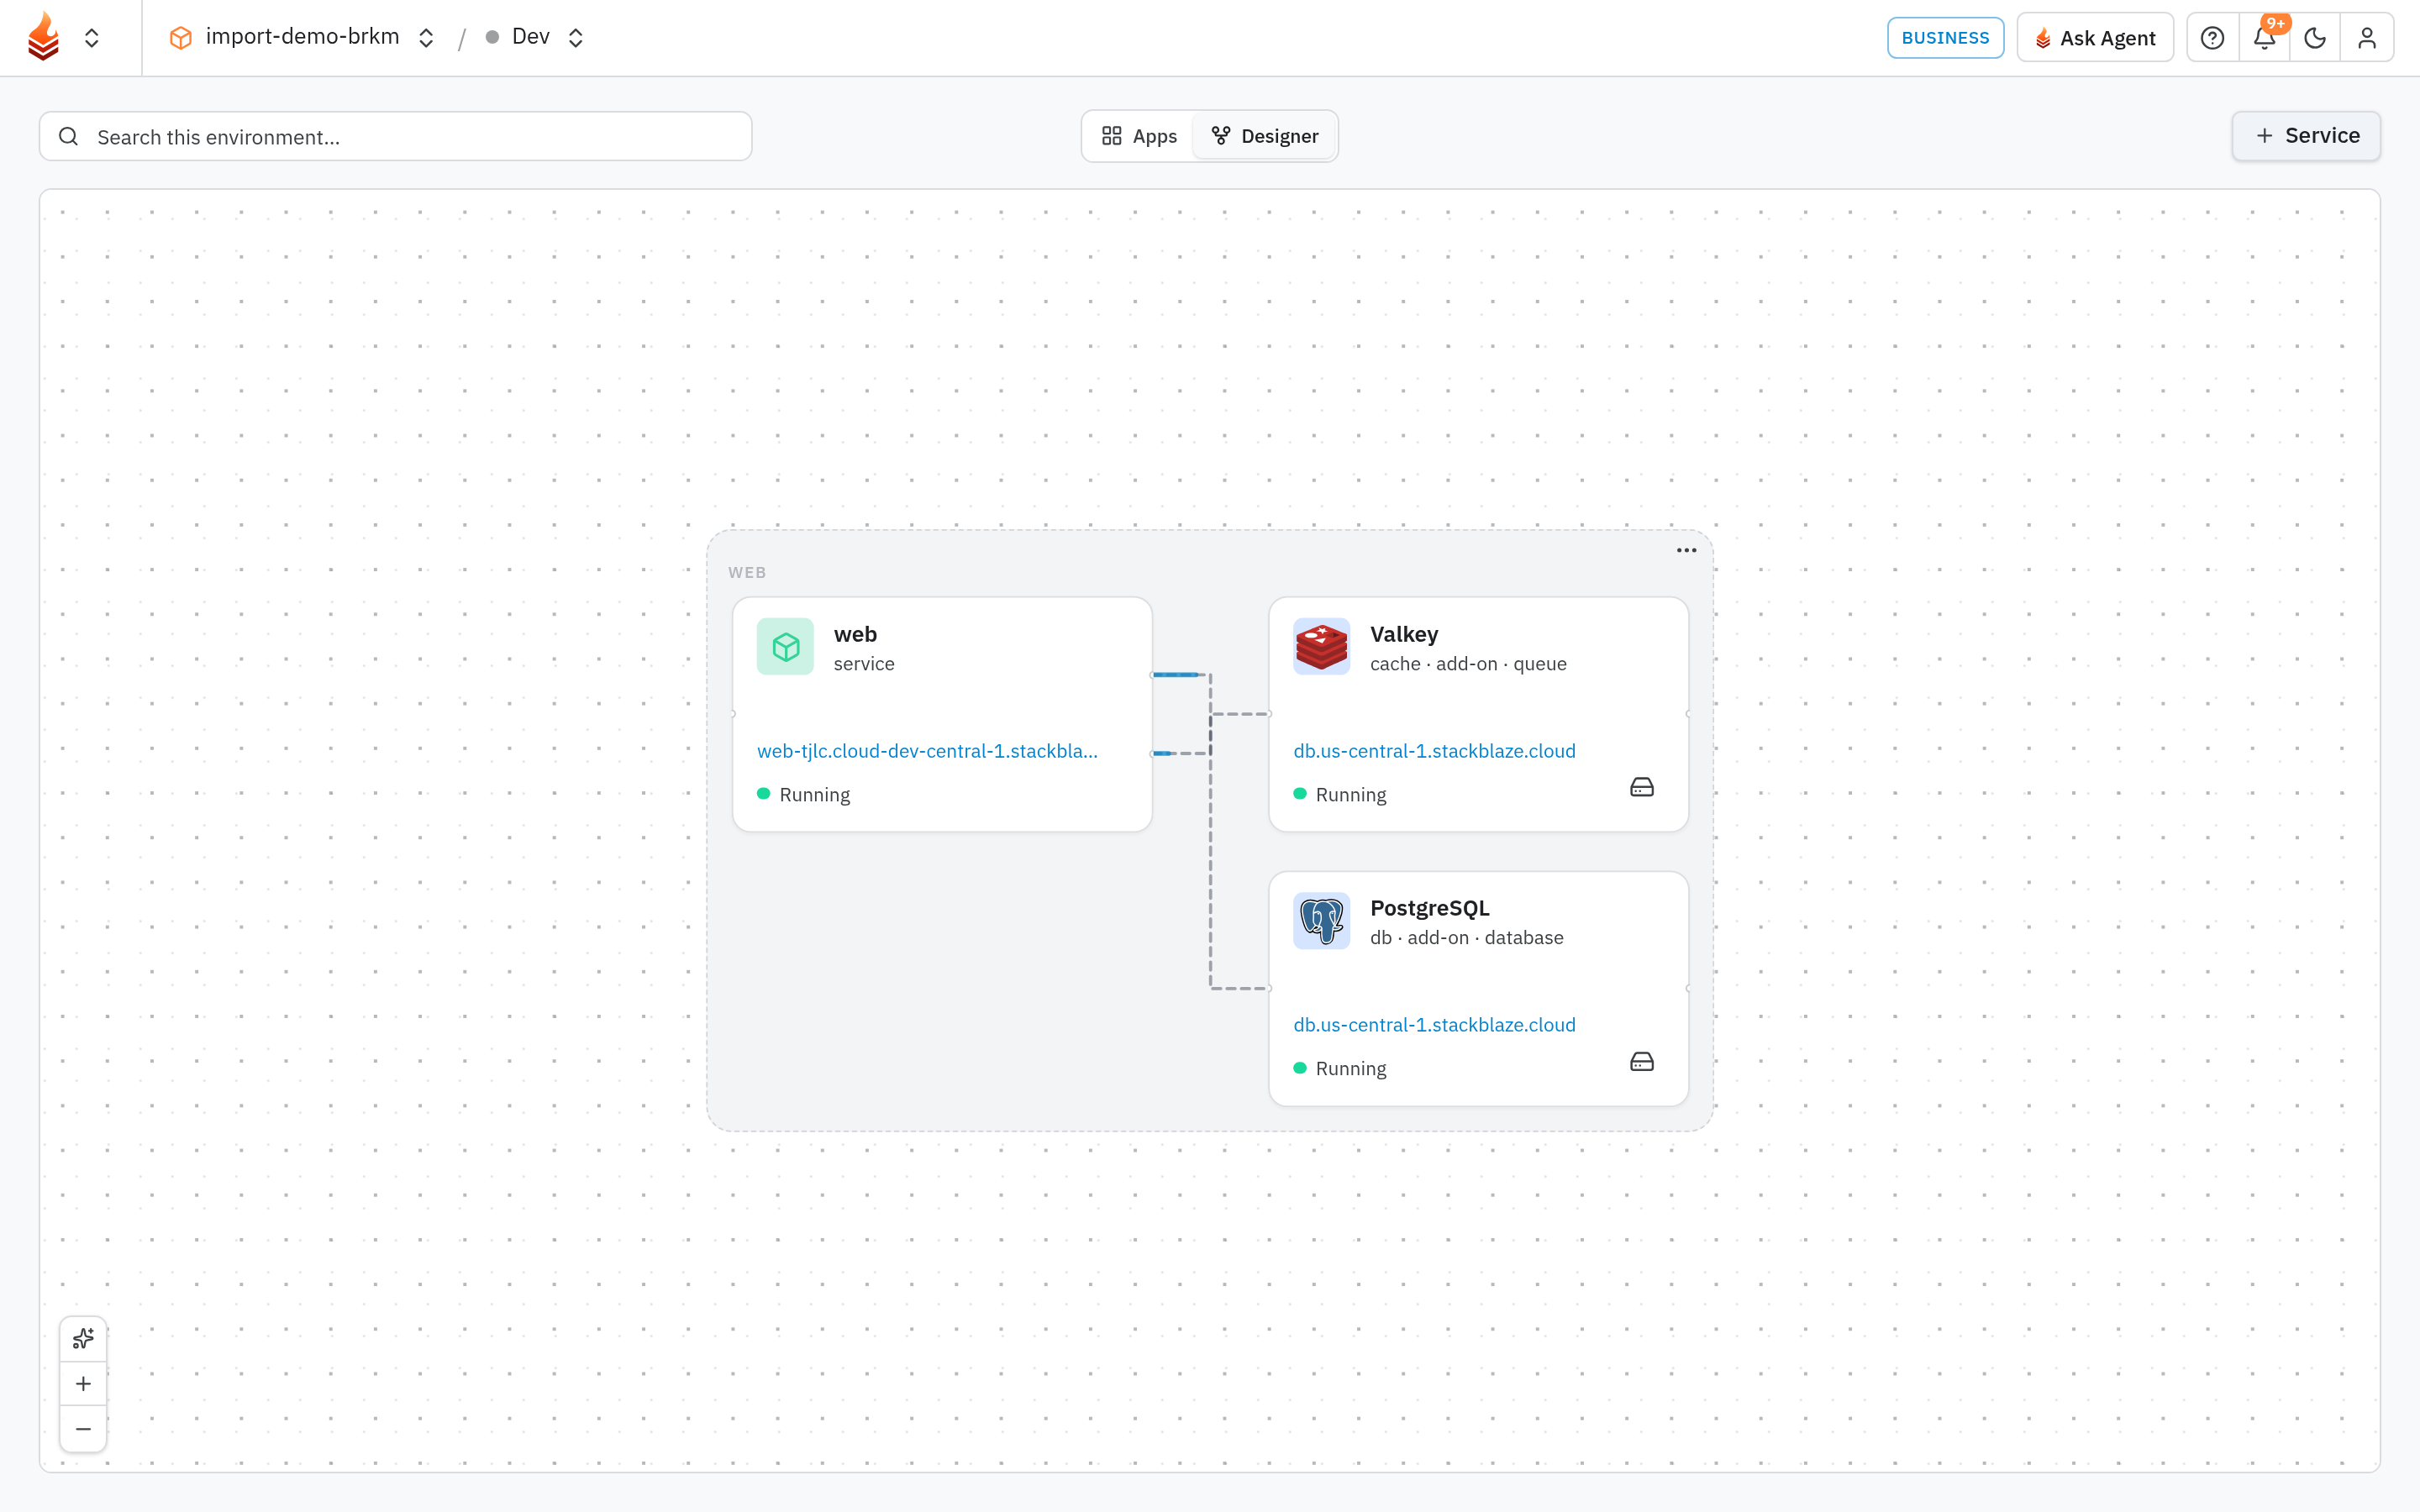 import-demo-brkm / Dev
BUSINESS
Ask Agent
9+
Search this environment...
Apps
Designer
+ Service
WEB
web
service
web-tjlc.cloud-dev-central-1.stackbla...
Running
Valkey
cache · add-on · queue
db.us-central-1.stackblaze.cloud
Running
PostgreSQL
db · add-on · database
db.us-central-1.stackblaze.cloud
Running